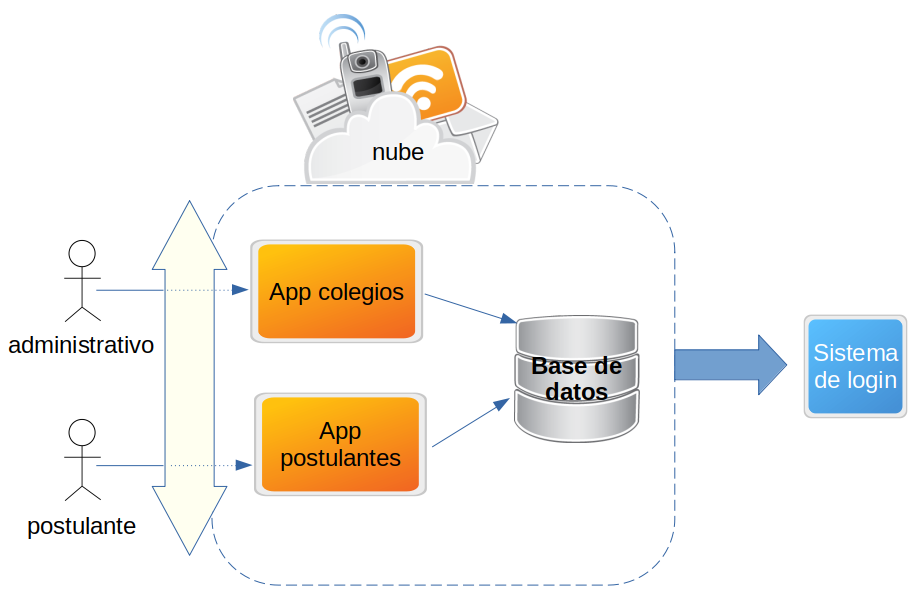 nube
App colegios
administrativo
Base de
datos
Sistema
de login
App
postulantes
postulante